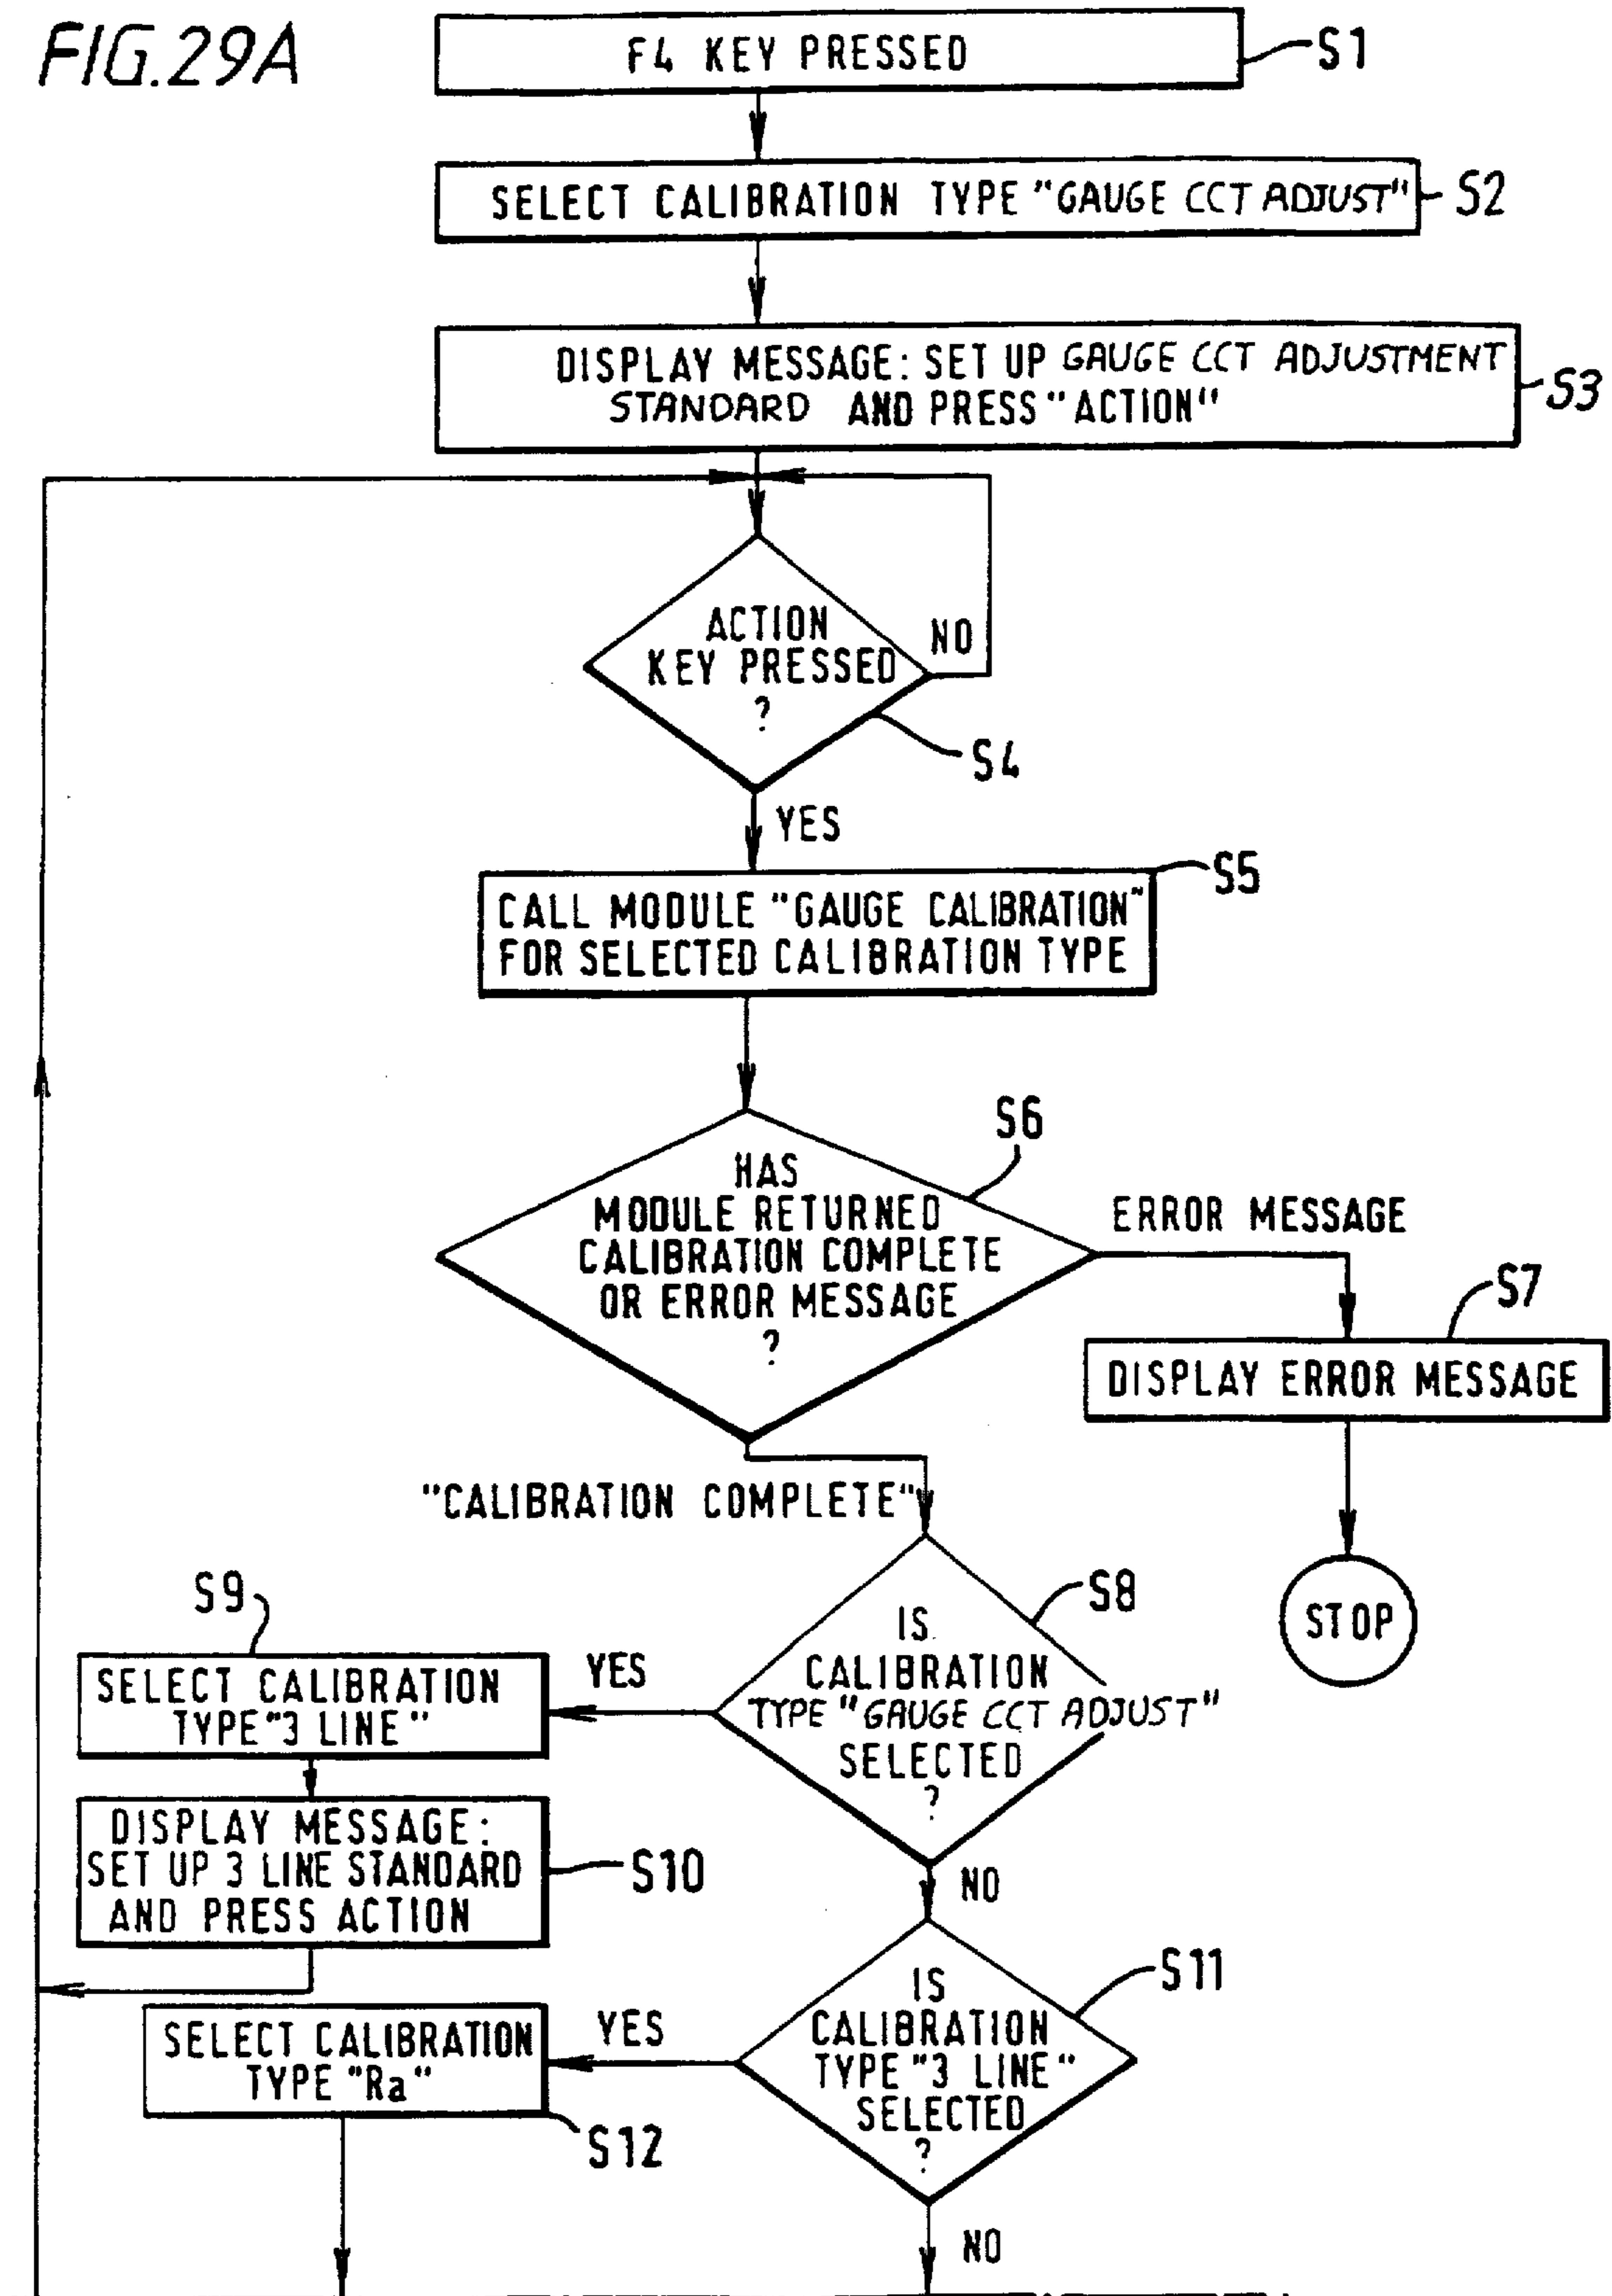 FIG.29A
F4 KEY PRESSED
S1
SELECT CALIBRATION TYPE "GAUGE CCT ADJUST"
S2
DISPLAY MESSAGE: SET UP GAUGE CCT ADJUSTMENT
STANDARD AND PRESS "ACTION"
S3
ACTION
KEY PRESSED
?
NO
S4
YES
S5
CALL MODULE "GAUGE CALIBRATION"
FOR SELECTED CALIBRATION TYPE
S6
HAS
MODULE RETURNED
CALIBRATION COMPLETE
OR ERROR MESSAGE
?
ERROR MESSAGE
S7
DISPLAY ERROR MESSAGE
STOP
"CALIBRATION COMPLETE"
S8
IS
CALIBRATION
TYPE "GAUGE CCT ADJUST"
SELECTED
?
YES
S9
SELECT CALIBRATION
TYPE "3 LINE"
DISPLAY MESSAGE:
SET UP 3 LINE STANDARD
AND PRESS ACTION
S10
NO
S11
IS
CALIBRATION
TYPE "3 LINE"
SELECTED
?
YES
SELECT CALIBRATION
TYPE "Ra"
S12
NO